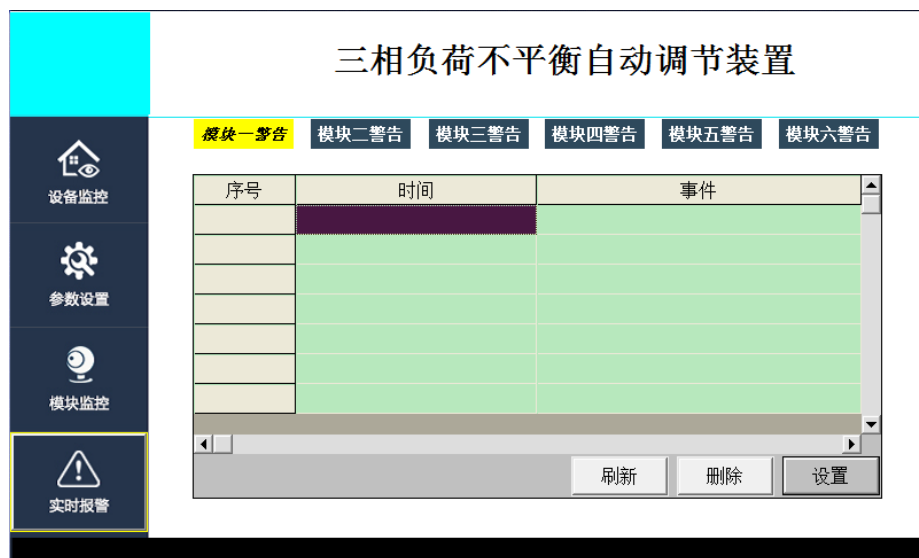 三相负荷不平衡自动调节装置
模块一警告 模块二警告 模块三警告 模块四警告 模块五警告 模块六警告
设备监控
参数设置
模块监控
实时报警
序号 时间 事件
刷新 删除 设置